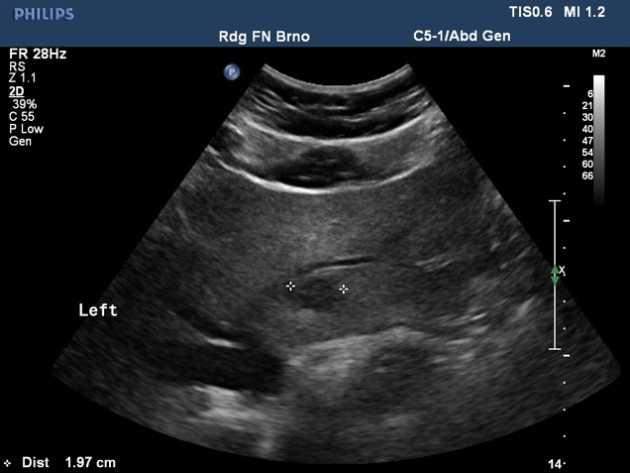 PHILIPS
TIS0.6 MI 1.2
Rdg FN Brno
C5-1/Abd Gen
FR 28Hz
RS
Z 1.1
2D
39%
C 55
P Low
Gen
P
M2
6
21
30
40
47
54
60
66
X
Left
Dist 1.97 cm
14